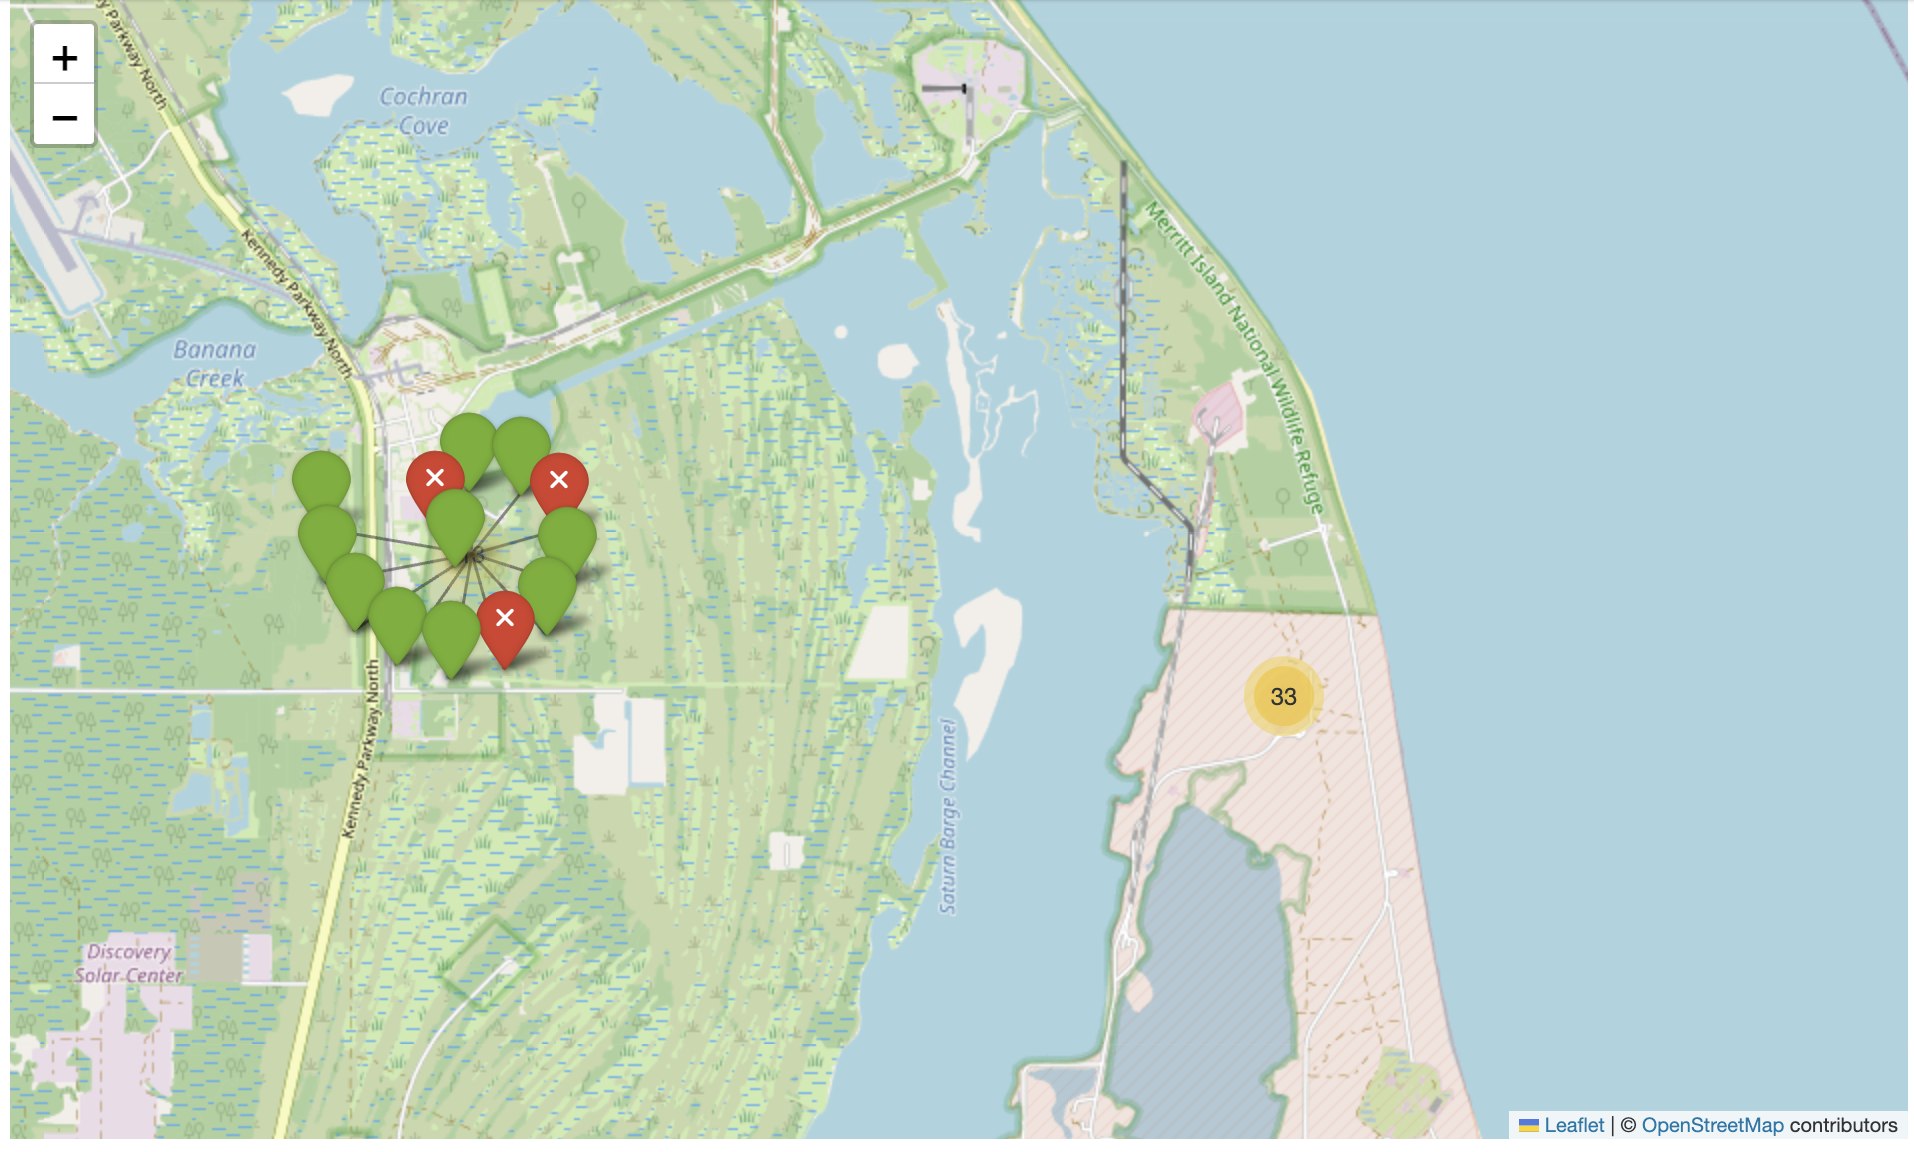 +
−
y Parkway North
Cochran
Cove
Kennedy Parkway North
Merritt Island National Wildlife Refuge
Banana
Creek
33
Kennedy Parkway North
Saturn Barge Channel
Discovery
Solar Center
Leaflet | © OpenStreetMap contributors